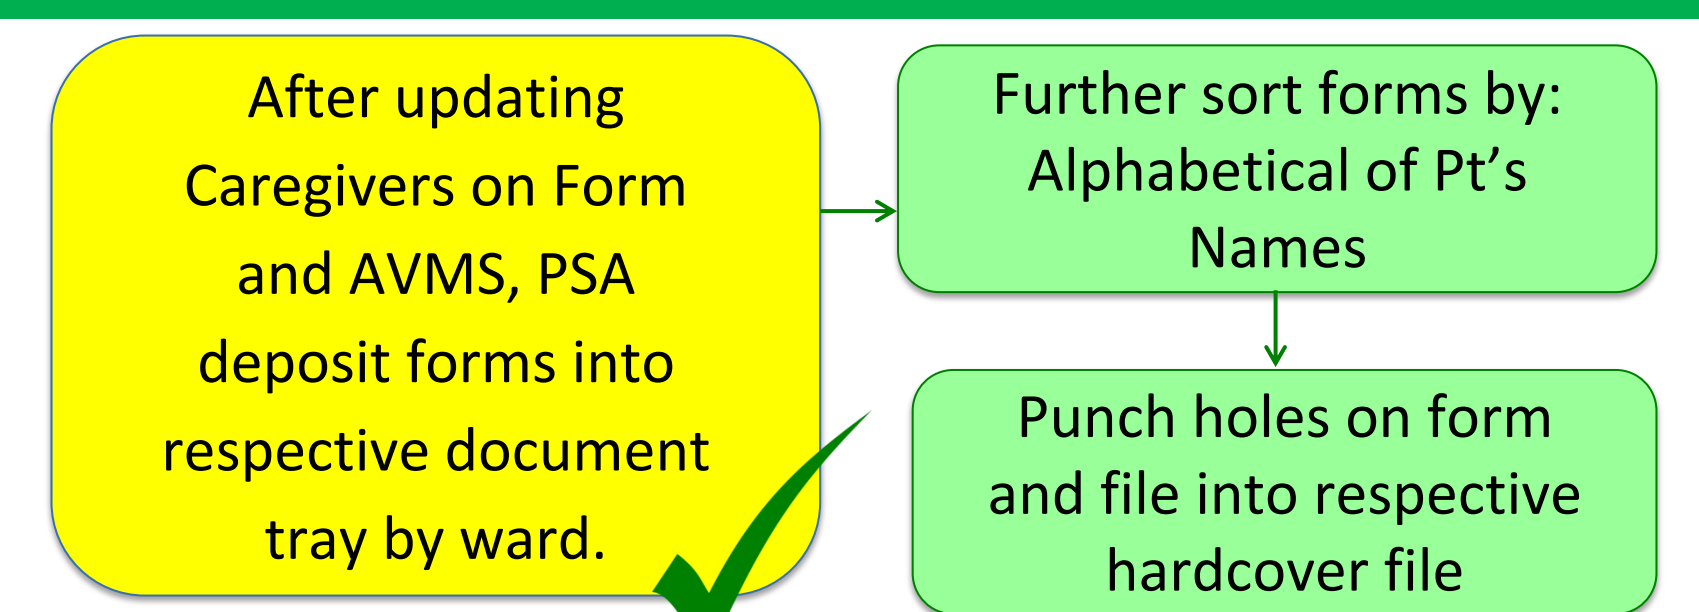 After updating
Caregivers on Form
and AVMS, PSA
deposit forms into
respective document
tray by ward.
Further sort forms by:
Alphabetical of Pt’s
Names
Punch holes on form
and file into respective
hardcover file